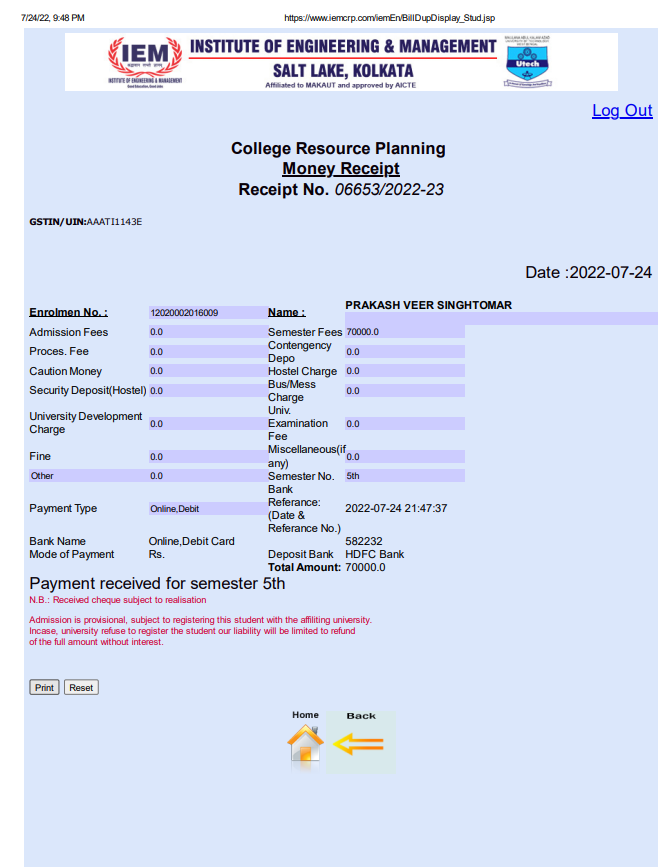 7/24/22, 9:48 PM https://www.iemcrp.com/iemEn/BillDupDisplay_Stud.jsp
IEM
INSTITUTE OF ENGINEERING & MANAGEMENT
Good Education, Good Jobs
INSTITUTE OF ENGINEERING & MANAGEMENT
SALT LAKE, KOLKATA
Affiliated to MAKAUT and approved by AICTE
Utech
Log Out
College Resource Planning
Money Receipt
Receipt No. 06653/2022-23
GSTIN/UIN:AAATI1143E
Date :2022-07-24
Enrolmen No. : 12020002016009 Name : PRAKASH VEER SINGHTOMAR
Admission Fees 0.0 Semester Fees 70000.0
Proces. Fee 0.0 Contengency Depo 0.0
Caution Money 0.0 Hostel Charge 0.0
Security Deposit(Hostel) 0.0 Bus/Mess Charge 0.0
University Development Charge 0.0 Univ. Examination Fee 0.0
Fine 0.0 Miscellaneous(if any) 0.0
Other 0.0 Semester No. 5th
Payment Type Online,Debit Bank Referance: (Date & Referance No.) 2022-07-24 21:47:37
Bank Name Online,Debit Card 582232
Mode of Payment Rs. Deposit Bank HDFC Bank
Total Amount: 70000.0
Payment received for semester 5th
N.B.: Received cheque subject to realisation
Admission is provisional, subject to registering this student with the affiliting university.
Incase, university refuse to register the student our liability will be limited to refund
of the full amount without interest.
Print Reset
Home Back